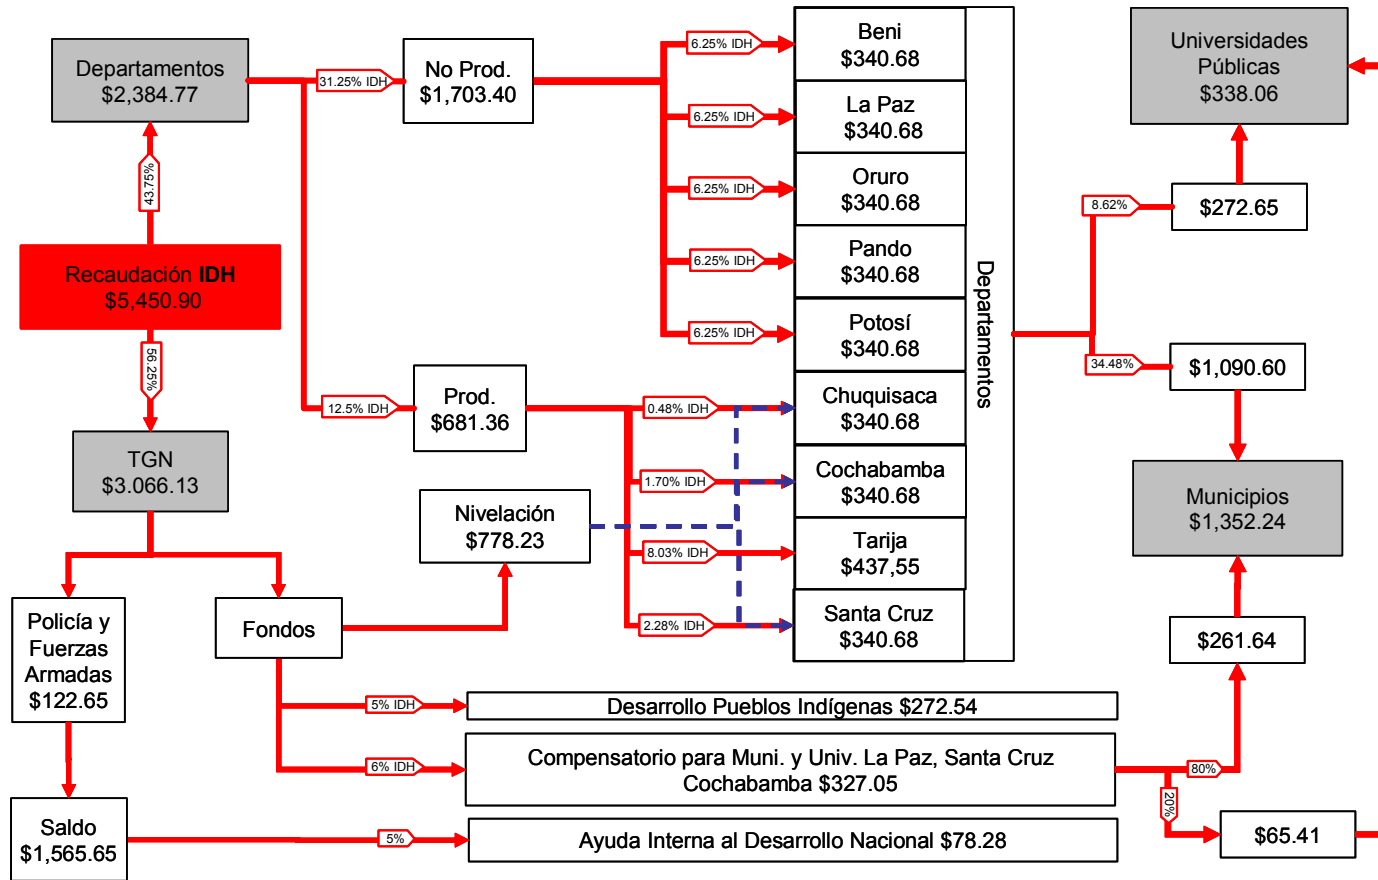 Departamentos
$2,384.77
31.25% IDH
No Prod.
$1,703.40
43.75%
Recaudación IDH
$5,450.90
56.25%
12.5% IDH
Prod.
$681.36
TGN
$3.066.13
Nivelación
$778.23
Policía y
Fuerzas
Armadas
$122.65
Fondos
Saldo
$1,565.65
6.25% IDH
Beni
$340.68
6.25% IDH
La Paz
$340.68
6.25% IDH
Oruro
$340.68
6.25% IDH
Pando
$340.68
6.25% IDH
Potosí
$340.68
0.48% IDH
Chuquisaca
$340.68
1.70% IDH
Cochabamba
$340.68
8.03% IDH
Tarija
$437,55
2.28% IDH
Santa Cruz
$340.68
Departamentos
5% IDH
Desarrollo Pueblos Indígenas $272.54
6% IDH
Compensatorio para Muni. y Univ. La Paz, Santa Cruz
Cochabamba $327.05
5%
Ayuda Interna al Desarrollo Nacional $78.28
Universidades
Públicas
$338.06
8.62%
$272.65
34.48%
$1,090.60
Municipios
$1,352.24
$261.64
80%
20%
$65.41